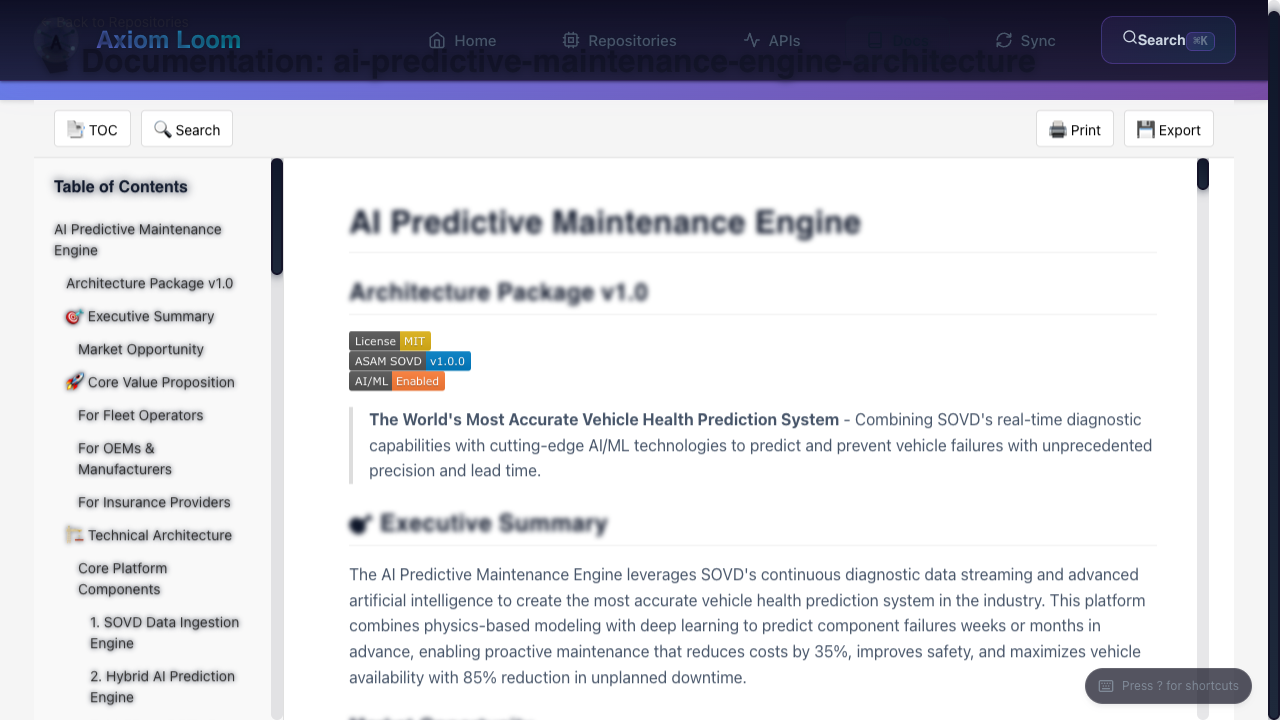 ← Back to Repositories
Axiom Loom
Home
Repositories
APIs
Sync
Search ⌘K
Documentation: ai-predictive-maintenance-engine-architecture
TOC
Search
Print
Export
Table of Contents
AI Predictive Maintenance
Engine
Architecture Package v1.0
🎯 Executive Summary
Market Opportunity
🚀 Core Value Proposition
For Fleet Operators
For OEMs &
Manufacturers
For Insurance Providers
🏗️ Technical Architecture
Core Platform
Components
1. SOVD Data Ingestion
Engine
2. Hybrid AI Prediction
Engine
AI Predictive Maintenance Engine
Architecture Package v1.0
License MIT
ASAM SOVD v1.0.0
AI/ML Enabled
The World's Most Accurate Vehicle Health Prediction System - Combining SOVD's real-time diagnostic
capabilities with cutting-edge AI/ML technologies to predict and prevent vehicle failures with unprecedented
precision and lead time.
🎯 Executive Summary
The AI Predictive Maintenance Engine leverages SOVD's continuous diagnostic data streaming and advanced
artificial intelligence to create the most accurate vehicle health prediction system in the industry. This platform
combines physics-based modeling with deep learning to predict component failures weeks or months in
advance, enabling proactive maintenance that reduces costs by 35%, improves safety, and maximizes vehicle
availability with 85% reduction in unplanned downtime.
Market Opportunity
Press ? for shortcuts